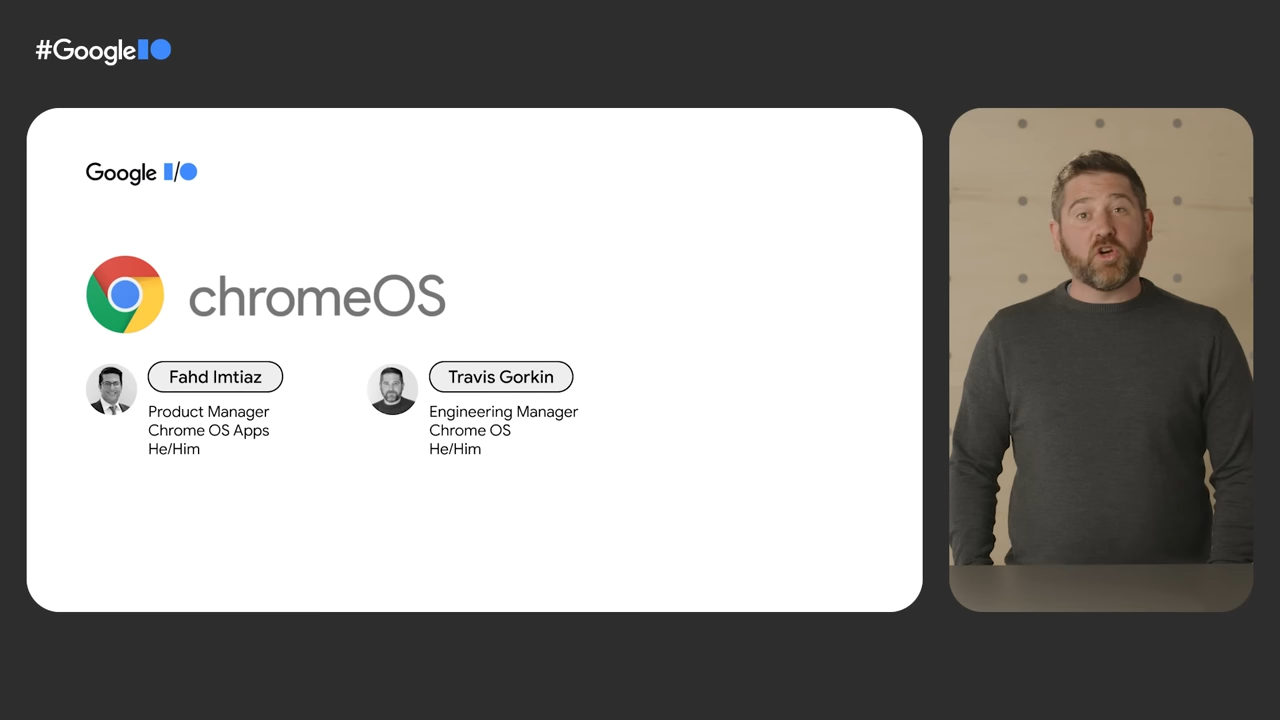 #GoogleIO
Google I/O
chromeOS
Fahd Imtiaz
Product Manager
Chrome OS Apps
He/Him
Travis Gorkin
Engineering Manager
Chrome OS
He/Him